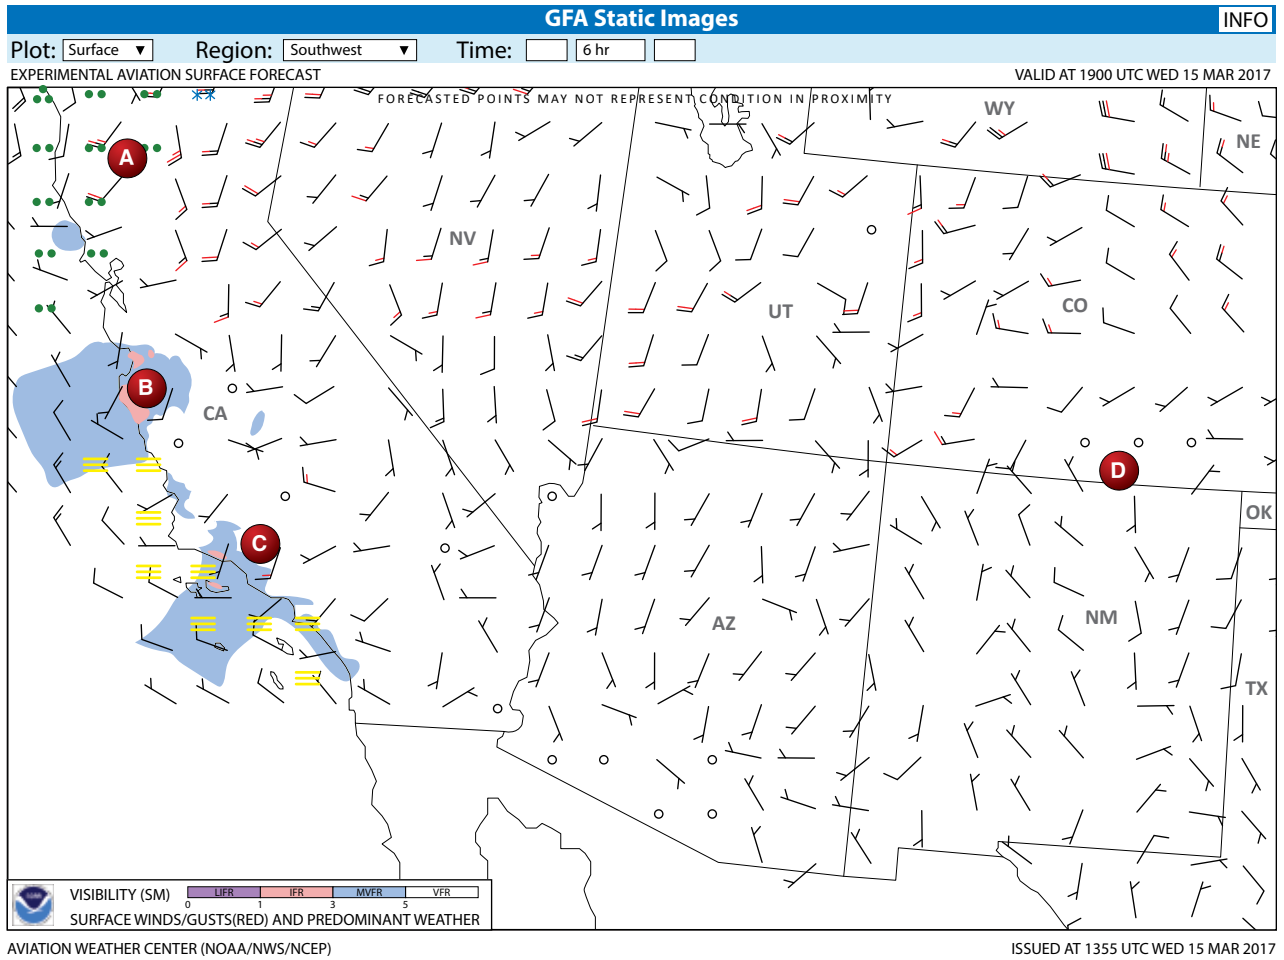 GFA Static Images
INFO
Plot: Surface ▼ Region: Southwest ▼ Time: 6 hr
EXPERIMENTAL AVIATION SURFACE FORECAST
VALID AT 1900 UTC WED 15 MAR 2017
FORECASTED POINTS MAY NOT REPRESENT CONDITION IN PROXIMITY
WY
NE
A
NV
UT
CO
B
CA
D
OK
C
AZ
NM
TX
VISIBILITY (SM)
LIFR IFR MVFR VFR
0 1 3 5
SURFACE WINDS/GUSTS(RED) AND PREDOMINANT WEATHER
AVIATION WEATHER CENTER (NOAA/NWS/NCEP)
ISSUED AT 1355 UTC WED 15 MAR 2017